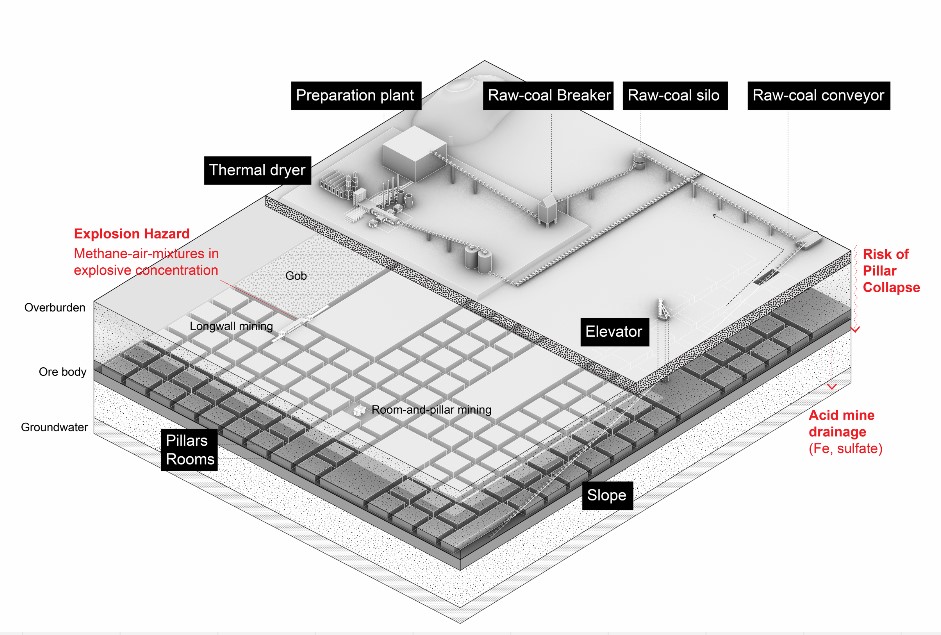 Preparation plant
Raw-coal Breaker
Raw-coal silo
Raw-coal conveyor
Thermal dryer
Explosion Hazard
Methane-air-mixtures in
explosive concentration
Gob
Risk of
Pillar
Collapse
Overburden
Longwall mining
Elevator
Ore body
Room-and-pillar mining
Acid mine
drainage
(Fe, sulfate)
Groundwater
Pillars
Rooms
Slope